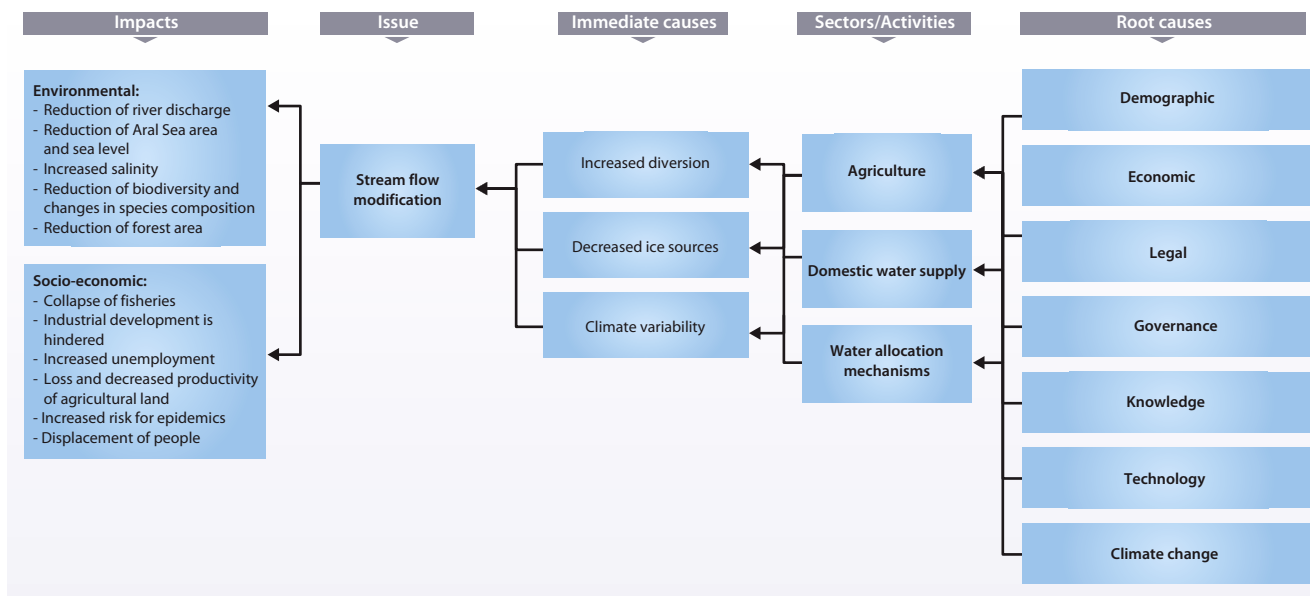 Impacts
Issue
Immediate causes
Sectors/Activities
Root causes
Environmental:
- Reduction of river discharge
- Reduction of Aral Sea area
and sea level
- Increased salinity
- Reduction of biodiversity and
changes in species composition
- Reduction of forest area
Socio-economic:
- Collapse of fisheries
- Industrial development is
hindered
- Increased unemployment
- Loss and decreased productivity
of agricultural land
- Increased risk for epidemics
- Displacement of people
Stream flow
modification
Increased diversion
Decreased ice sources
Climate variability
Agriculture
Domestic water supply
Water allocation
mechanisms
Demographic
Economic
Legal
Governance
Knowledge
Technology
Climate change